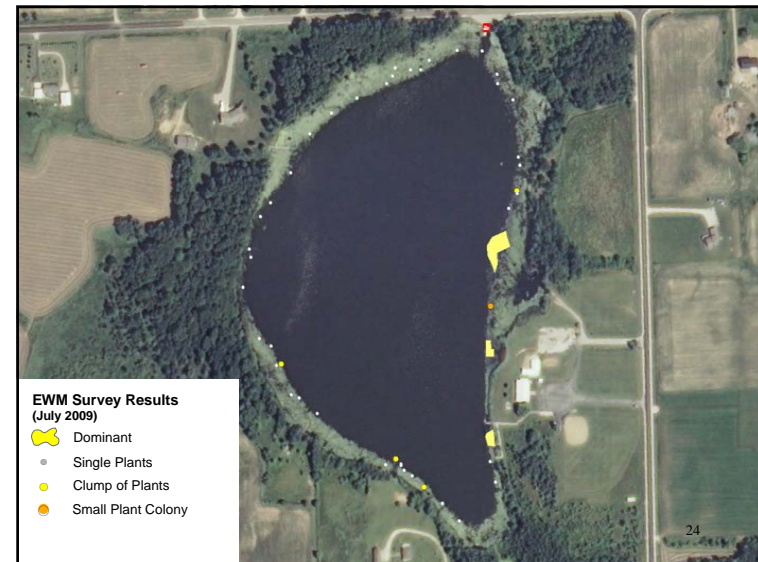 EWM Survey Results
(July 2009)
Dominant
Single Plants
Clump of Plants
Small Plant Colony
24